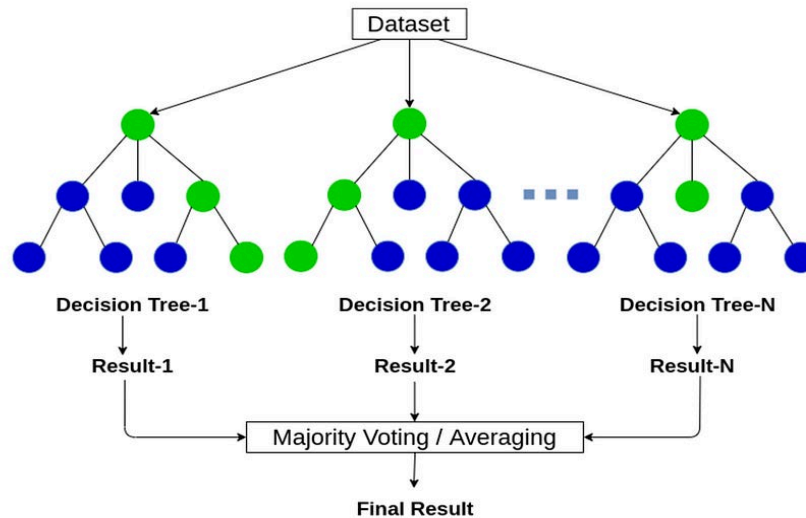 Dataset
Decision Tree-1
Decision Tree-2
Decision Tree-N
Result-1
Result-2
Result-N
Majority Voting / Averaging
Final Result